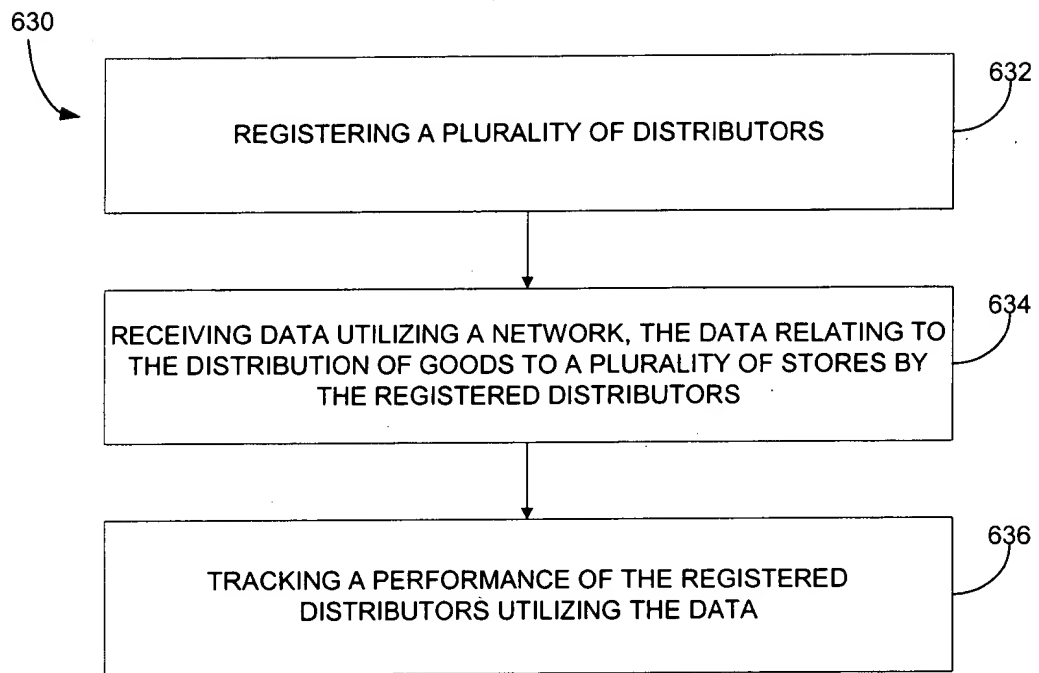 630
632
REGISTERING A PLURALITY OF DISTRIBUTORS
634
RECEIVING DATA UTILIZING A NETWORK, THE DATA RELATING TO
THE DISTRIBUTION OF GOODS TO A PLURALITY OF STORES BY
THE REGISTERED DISTRIBUTORS
636
TRACKING A PERFORMANCE OF THE REGISTERED
DISTRIBUTORS UTILIZING THE DATA